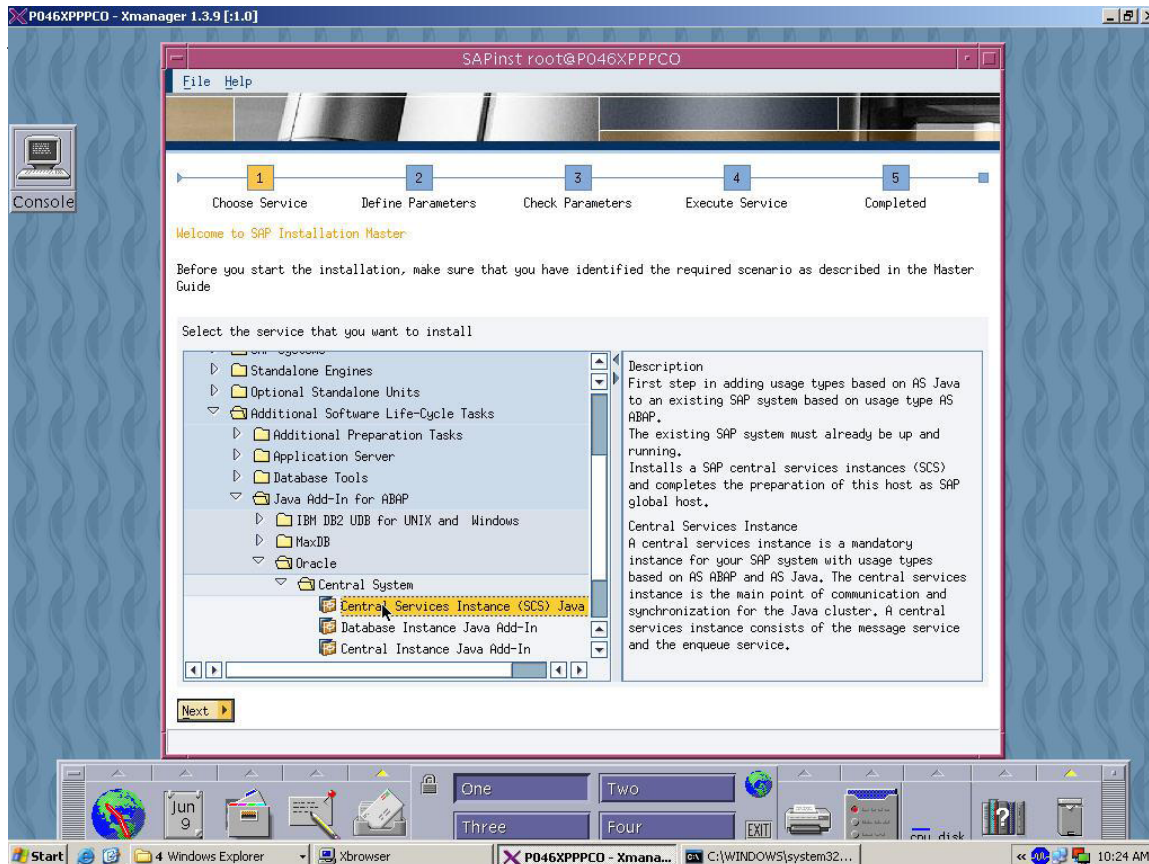 P046XPPPCO - Xmanager 1.3.9 [:1.0]
SAPinst root@P046XPPPCO
File Help
Console
1 2 3 4 5
Choose Service Define Parameters Check Parameters Execute Service Completed
Welcome to SAP Installation Master
Before you start the installation, make sure that you have identified the required scenario as described in the Master
Guide
Select the service that you want to install
SAP Systems
Standalone Engines
Optional Standalone Units
Additional Software Life-Cycle Tasks
Additional Preparation Tasks
Application Server
Database Tools
Java Add-In for ABAP
IBM DB2 UDB for UNIX and Windows
MaxDB
Oracle
Central System
Central Services Instance (SCS) Java
Database Instance Java Add-In
Central Instance Java Add-In
Description
First step in adding usage types based on AS Java
to an existing SAP system based on usage type AS
ABAP.
The existing SAP system must already be up and
running.
Installs a SAP central services instances (SCS)
and completes the preparation of this host as SAP
global host.
Central Services Instance
A central services instance is a mandatory
instance for your SAP system with usage types
based on AS ABAP and AS Java. The central services
instance is the main point of communication and
synchronization for the Java cluster. A central
services instance consists of the message service
and the enqueue service.
Next
Jun
9
One Two
Three Four
EXIT
cpu disk
Start 4 Windows Explorer Xbrowser P046XPPPCO - Xmana... C:\WINDOWS\system32... 10:24 AM